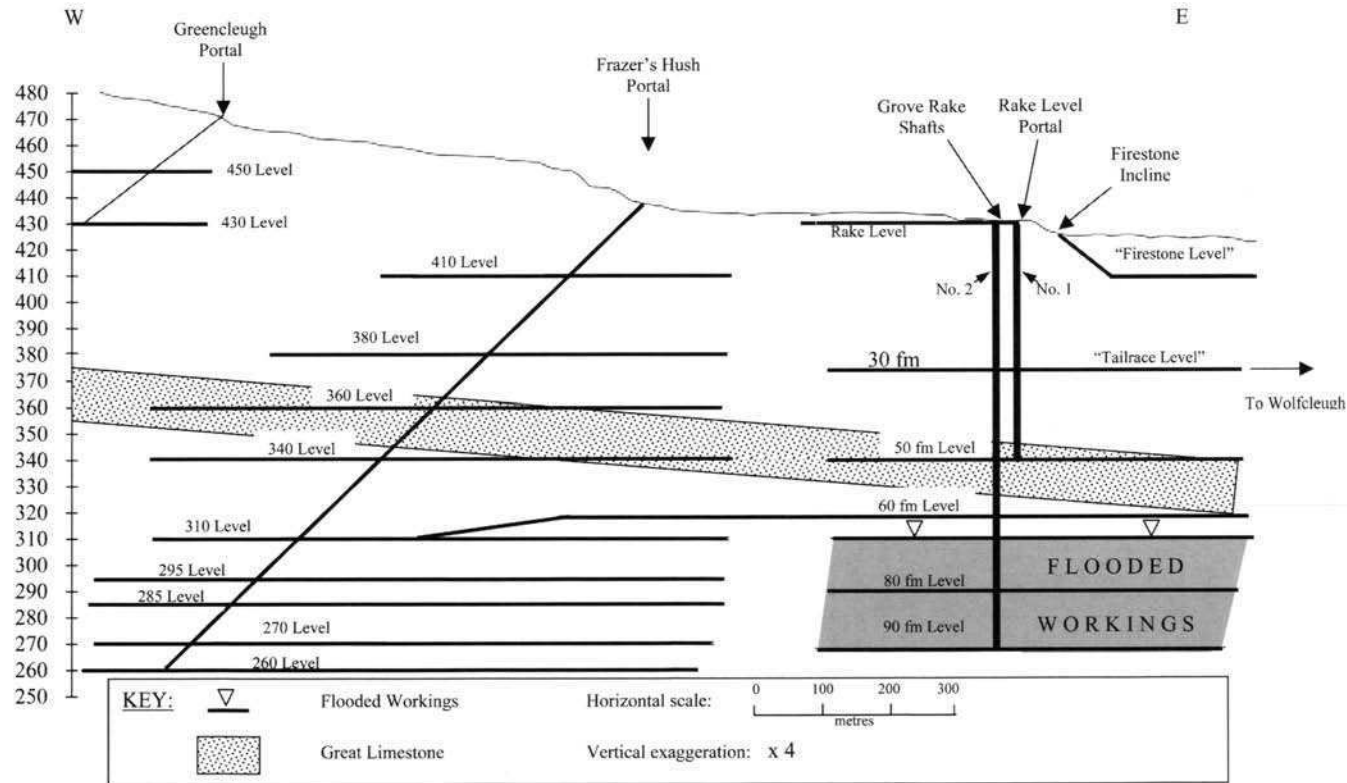 W
E
Greencleugh
Portal
Frazer's Hush
Portal
Grove Rake
Shafts
Rake Level
Portal
Firestone
Incline
480
470
460
450
440
430
420
410
400
390
380
370
360
350
340
330
320
310
300
290
280
270
260
250
450 Level
430 Level
Rake Level
"Firestone Level"
410 Level
No. 2
No. 1
380 Level
30 fm
"Tailrace Level"
To Wolfcleugh
360 Level
340 Level
50 fm Level
60 fm Level
310 Level
295 Level
285 Level
270 Level
260 Level
80 fm Level
FLOODED
90 fm Level
WORKINGS
KEY:
Flooded Workings
Great Limestone
Horizontal scale:
0 100 200 300
metres
Vertical exaggeration: x 4